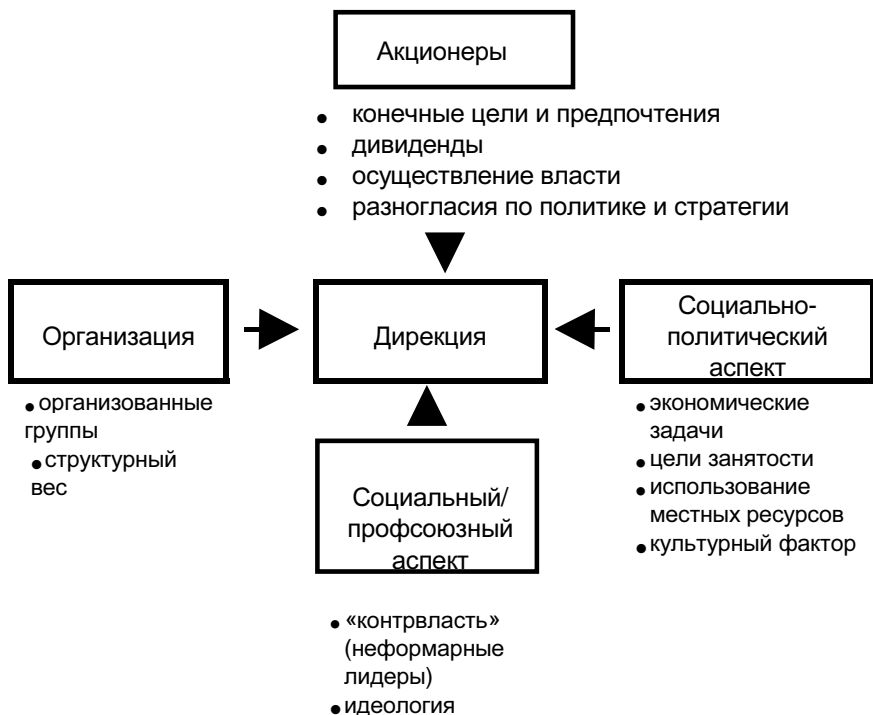 Акционеры
• конечные цели и предпочтения
• дивиденды
• осуществление власти
• разногласия по политике и стратегии
Организация
Дирекция
Социально-
политический
аспект
• организованные
группы
• структурный
вес
Социальный/
профсоюзный
аспект
• экономические
задачи
• цели занятости
• использование
местных ресурсов
• культурный фактор
• «контрвласть»
(неформарные
лидеры)
• идеология